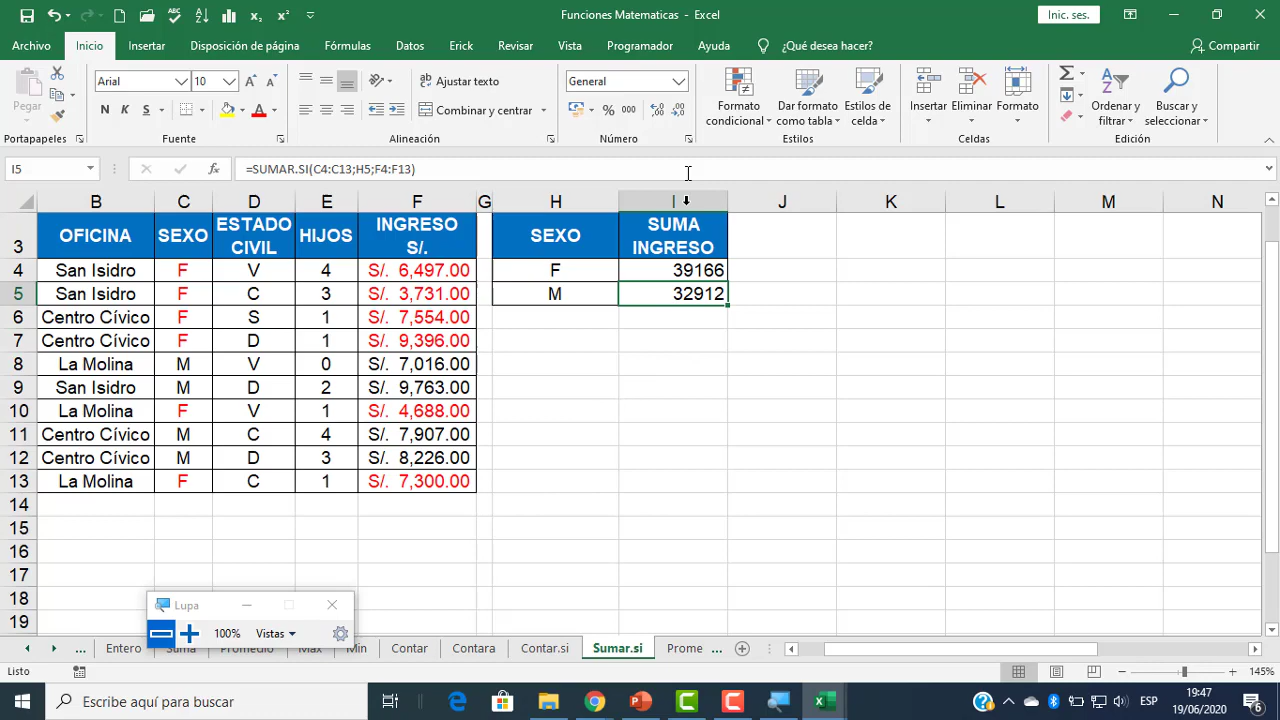 Funciones Matematicas - Excel
Inic. ses.
Archivo Inicio Insertar Disposición de página Fórmulas Datos Erick Revisar Vista Programador Ayuda ¿Qué desea hacer? Compartir
Pegar
Arial 10
N K S
Ajustar texto
Combinar y centrar
General
% 000
Formato condicional
Dar formato como tabla
Estilos de celda
Insertar Eliminar Formato
Ordenar y filtrar
Buscar y seleccionar
Portapapeles Fuente Alineación Número Estilos Celdas Edición
I5 fx =SUMAR.SI(C4:C13;H5;F4:F13)
B C D E F G H I J K L M N
3 OFICINA SEXO ESTADO CIVIL HIJOS INGRESO S/. SEXO SUMA INGRESO
4 San Isidro F V 4 S/. 6,497.00 F 39166
5 San Isidro F C 3 S/. 3,731.00 M 32912
6 Centro Cívico F S 1 S/. 7,554.00
7 Centro Cívico F D 1 S/. 9,396.00
8 La Molina M V 0 S/. 7,016.00
9 San Isidro M D 2 S/. 9,763.00
10 La Molina F V 1 S/. 4,688.00
11 Centro Cívico M C 4 S/. 7,907.00
12 Centro Cívico M D 3 S/. 8,226.00
13 La Molina F C 1 S/. 7,300.00
14
15
16
17
18
19
Lupa
100% Vistas
... Entero Suma Promedio Max Min Contar Contara Contar.si Sumar.si Prome ...
Listo
145%
Escribe aquí para buscar
ESP
19:47
19/06/2020
6